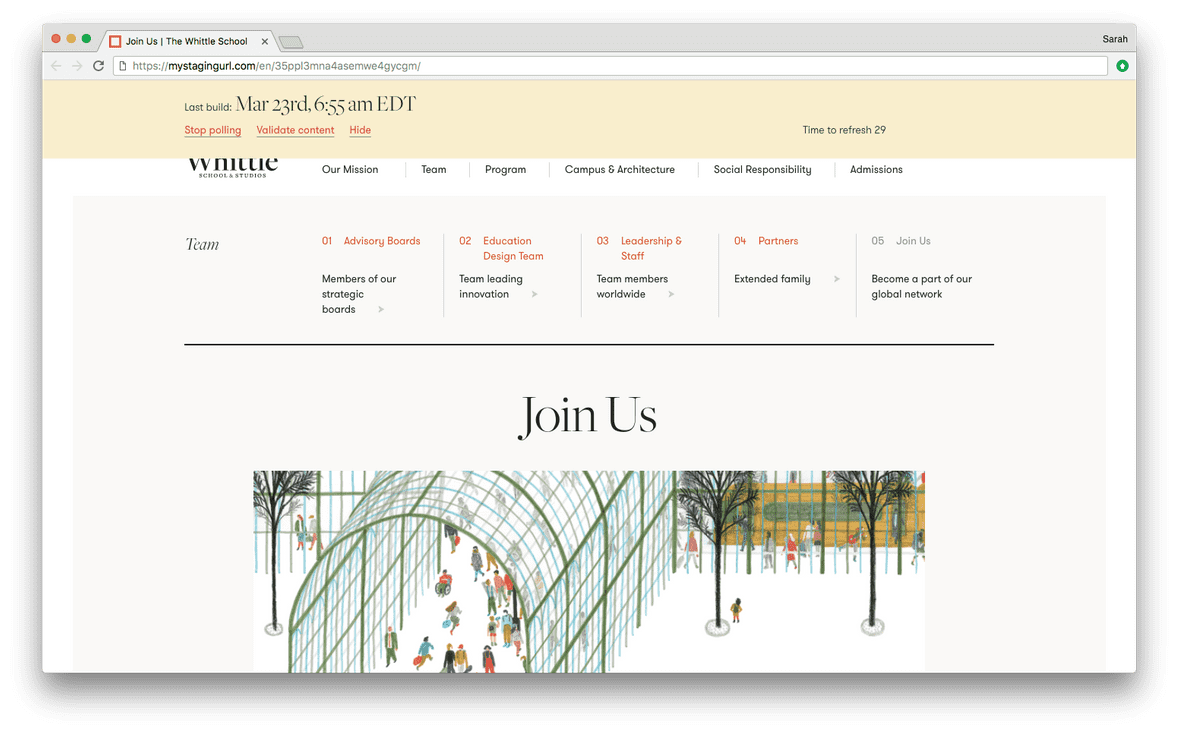 Join Us | The Whittle School
Sarah
https://mystagingurl.com/en/35ppl3mna4asemwe4gycgm/
Last build: Mar 23rd, 6:55 am EDT
Stop polling Validate content Hide
Time to refresh 29
Whittle
SCHOOL & STUDIOS
Our Mission Team Program Campus & Architecture Social Responsibility Admissions
Team
01 Advisory Boards
Members of our
strategic
boards
02 Education
Design Team
Team leading
innovation
03 Leadership &
Staff
Team members
worldwide
04 Partners
Extended family
05 Join Us
Become a part of our
global network
Join Us